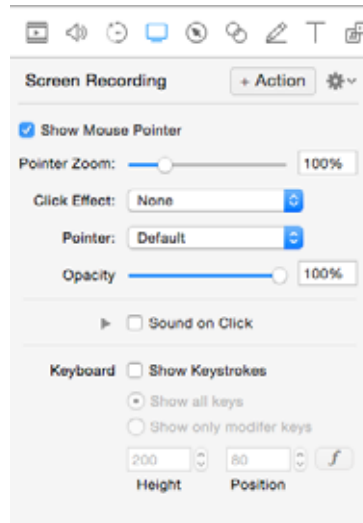 Screen Recording + Action
Show Mouse Pointer
Pointer Zoom: 100%
Click Effect: None
Pointer: Default
Opacity 100%
Sound on Click
Keyboard Show Keystrokes
Show all keys
Show only modifer keys
200 80 f
Height Position